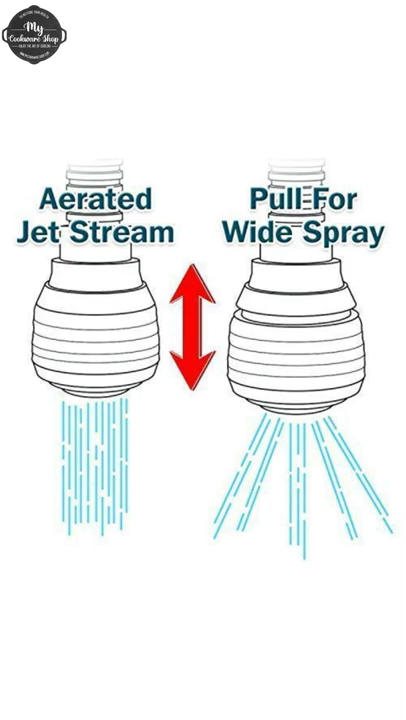 My
Cookware Shop
Aerated
Jet Stream
Pull For
Wide Spray